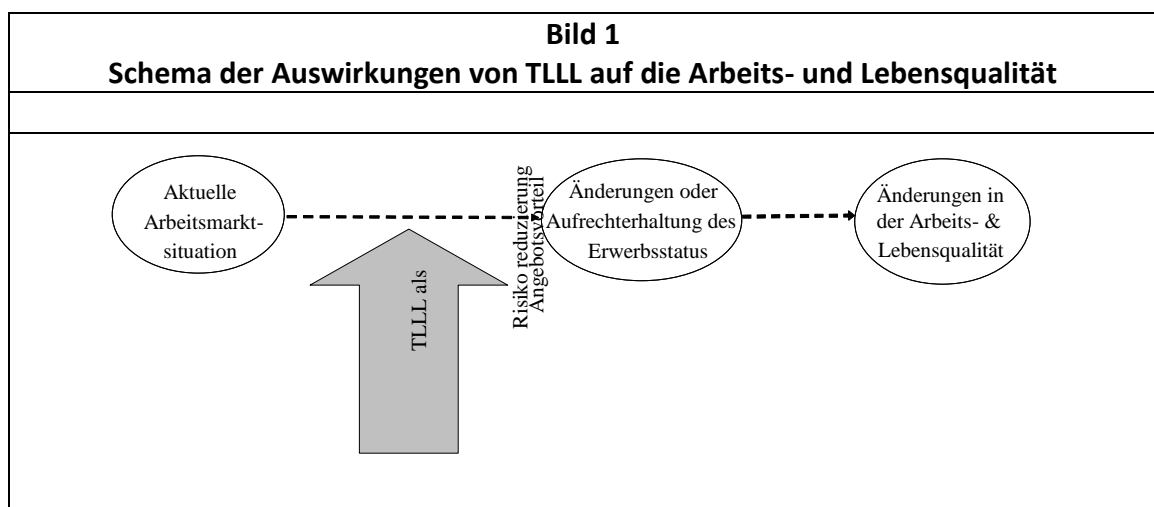 Bild 1
Schema der Auswirkungen von TLLL auf die Arbeits- und Lebensqualität
Aktuelle
Arbeitsmarkt-
situation
TLLL als
Risiko reduzierung
Angebotsvorteil
Änderungen oder
Aufrechterhaltung des
Erwerbsstatus
Änderungen in
der Arbeits- &
Lebensqualität